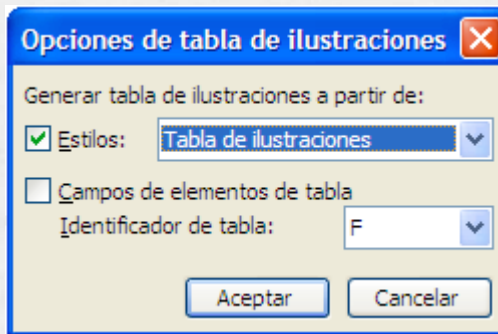 Opciones de tabla de ilustraciones
Generar tabla de ilustraciones a partir de:
Estilos: Tabla de ilustraciones
Campos de elementos de tabla
Identificador de tabla: F
Aceptar Cancelar